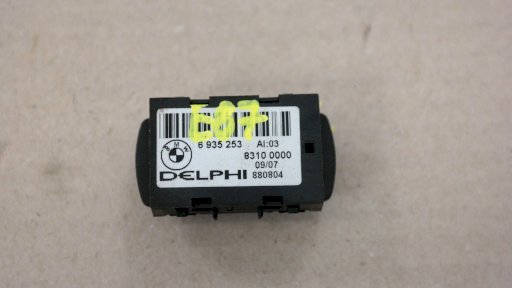 E87
BMW
6 935 253 AI:03
8310 0000
09/07
DELPHI 880804